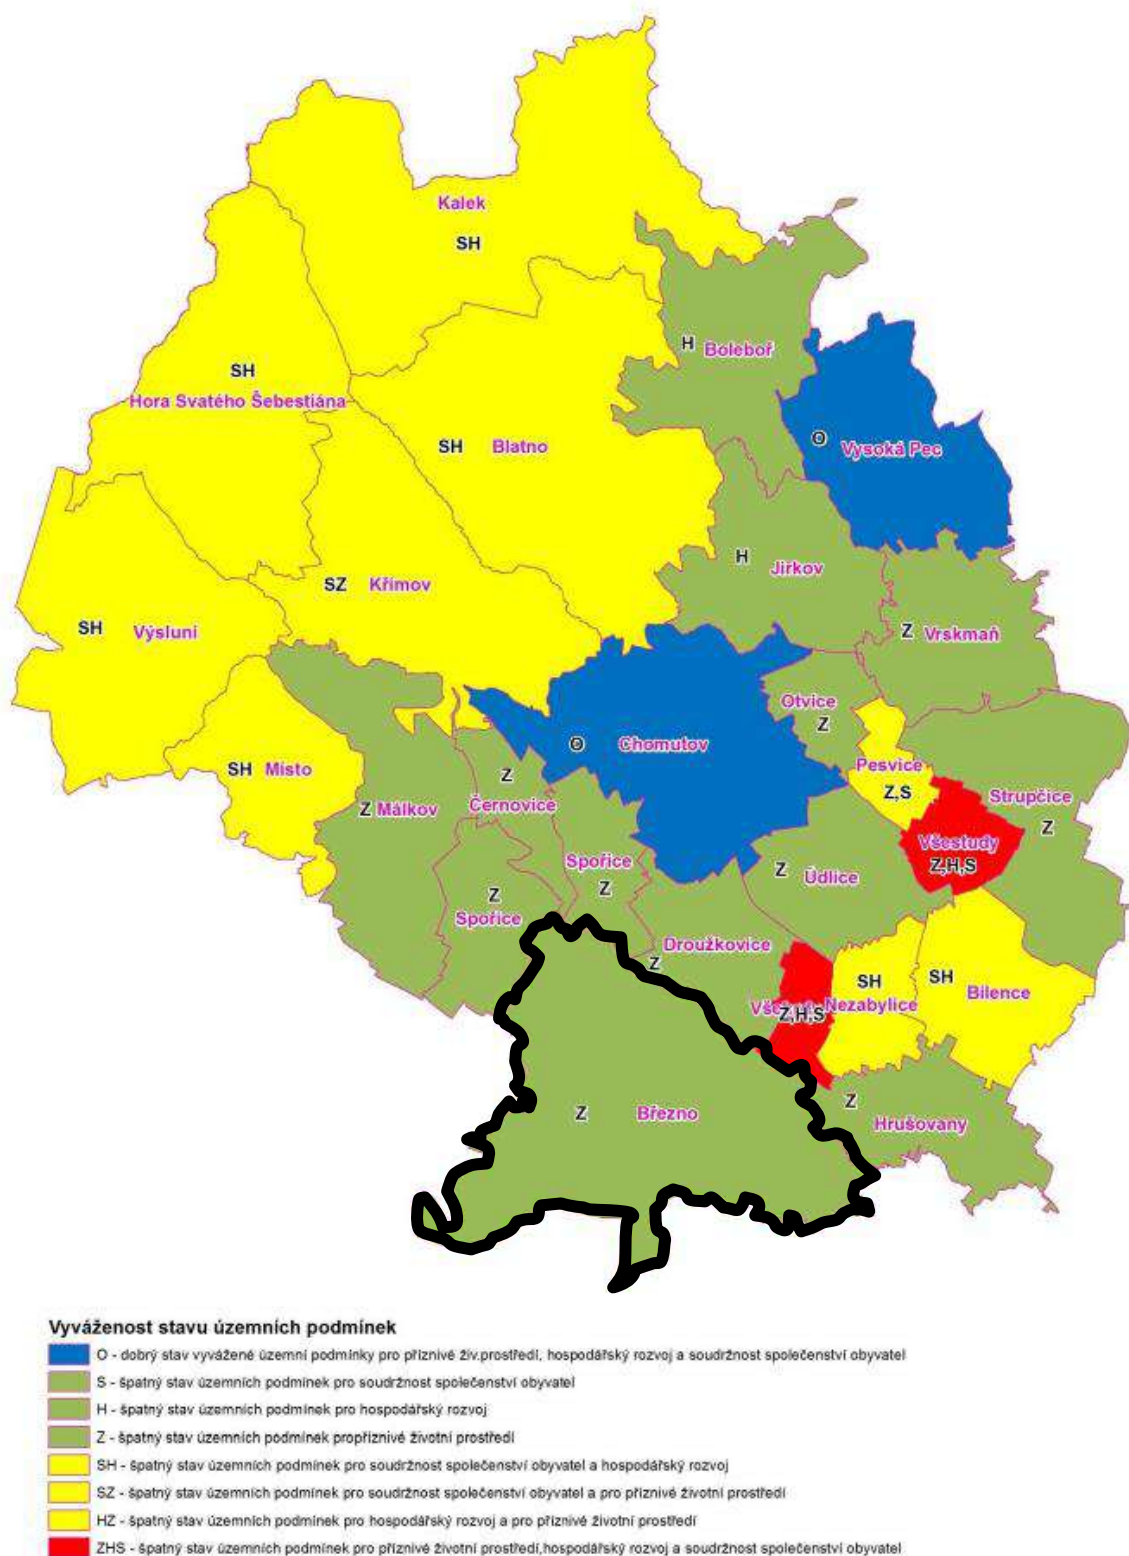 Kalek
SH
H
Boleboř
SH
Hora Svatého Šebestiána
SH
Blatno
O
Vysoká Pec
H
Jirkov
SZ
Křimov
SH
Výsluní
Z
Vrskmaň
Otvice
Z
O
Chomutov
SH
Místo
Z
Černovice
Pesvice
Z,S
Strupčice
Z
Z
Málkov
Všestudy
Z,H,S
Spořice
Z
Z
Údlice
Z
Spořice
Droužkovice
Z
Z,H,S
SH
Nezabylice
SH
Bílence
Z
Březno
Z
Hrušovany
Vyváženost stavu územních podmínek
O - dobrý stav vyvážené územní podmínky pro příznivé živ.prostředí, hospodářský rozvoj a soudržnost společenství obyvatel
S - špatný stav územních podmínek pro soudržnost společenství obyvatel
H - špatný stav územních podmínek pro hospodářský rozvoj
Z - špatný stav územních podmínek propříznivé životní prostředí
SH - špatný stav územních podmínek pro soudržnost společenství obyvatel a hospodářský rozvoj
SZ - špatný stav územních podmínek pro soudržnost společenství obyvatel a pro příznivé životní prostředí
HZ - špatný stav územních podmínek pro hospodářský rozvoj a pro příznivé životní prostředí
ZHS - špatný stav územních podmínek pro příznivé životní prostředí,hospodářský rozvoj a soudržnost společenství obyvatel